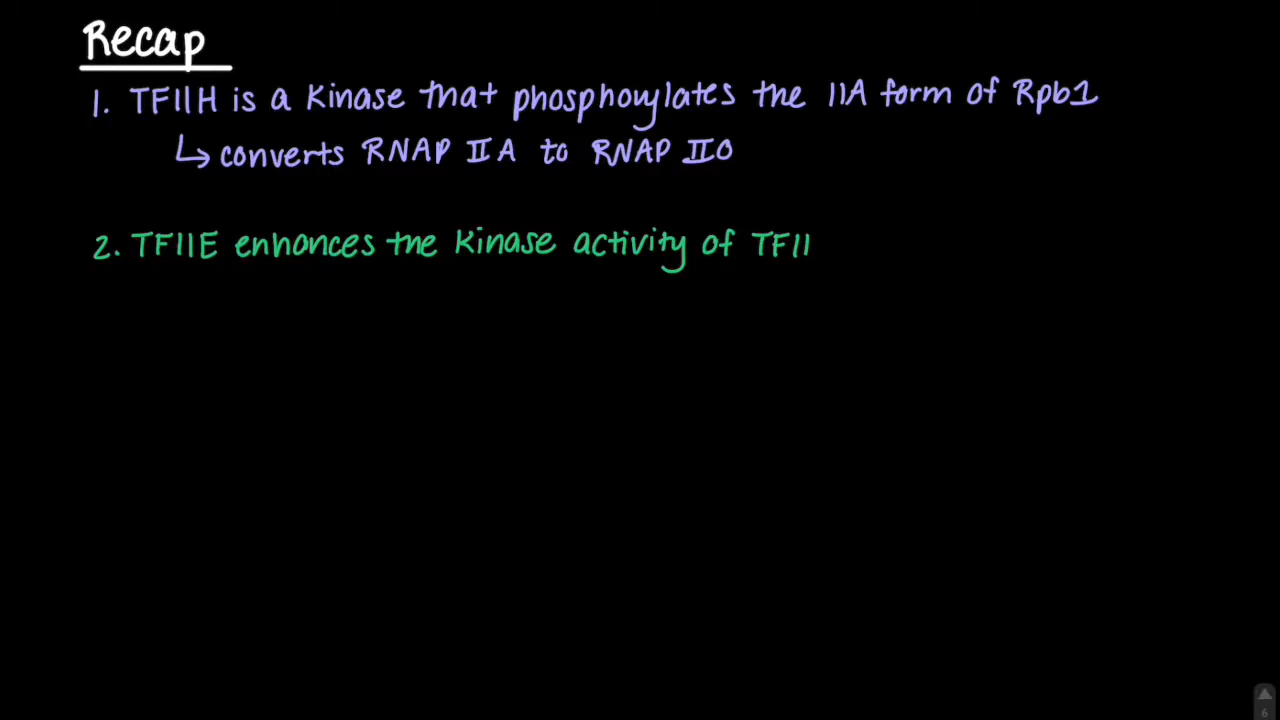 Recap
1. TFIIH is a Kinase that phosphorylates the IIA form of Rpb1
↳ converts RNAP IIA to RNAP IIO
2. TFIIE enhances the Kinase activity of TFII
6